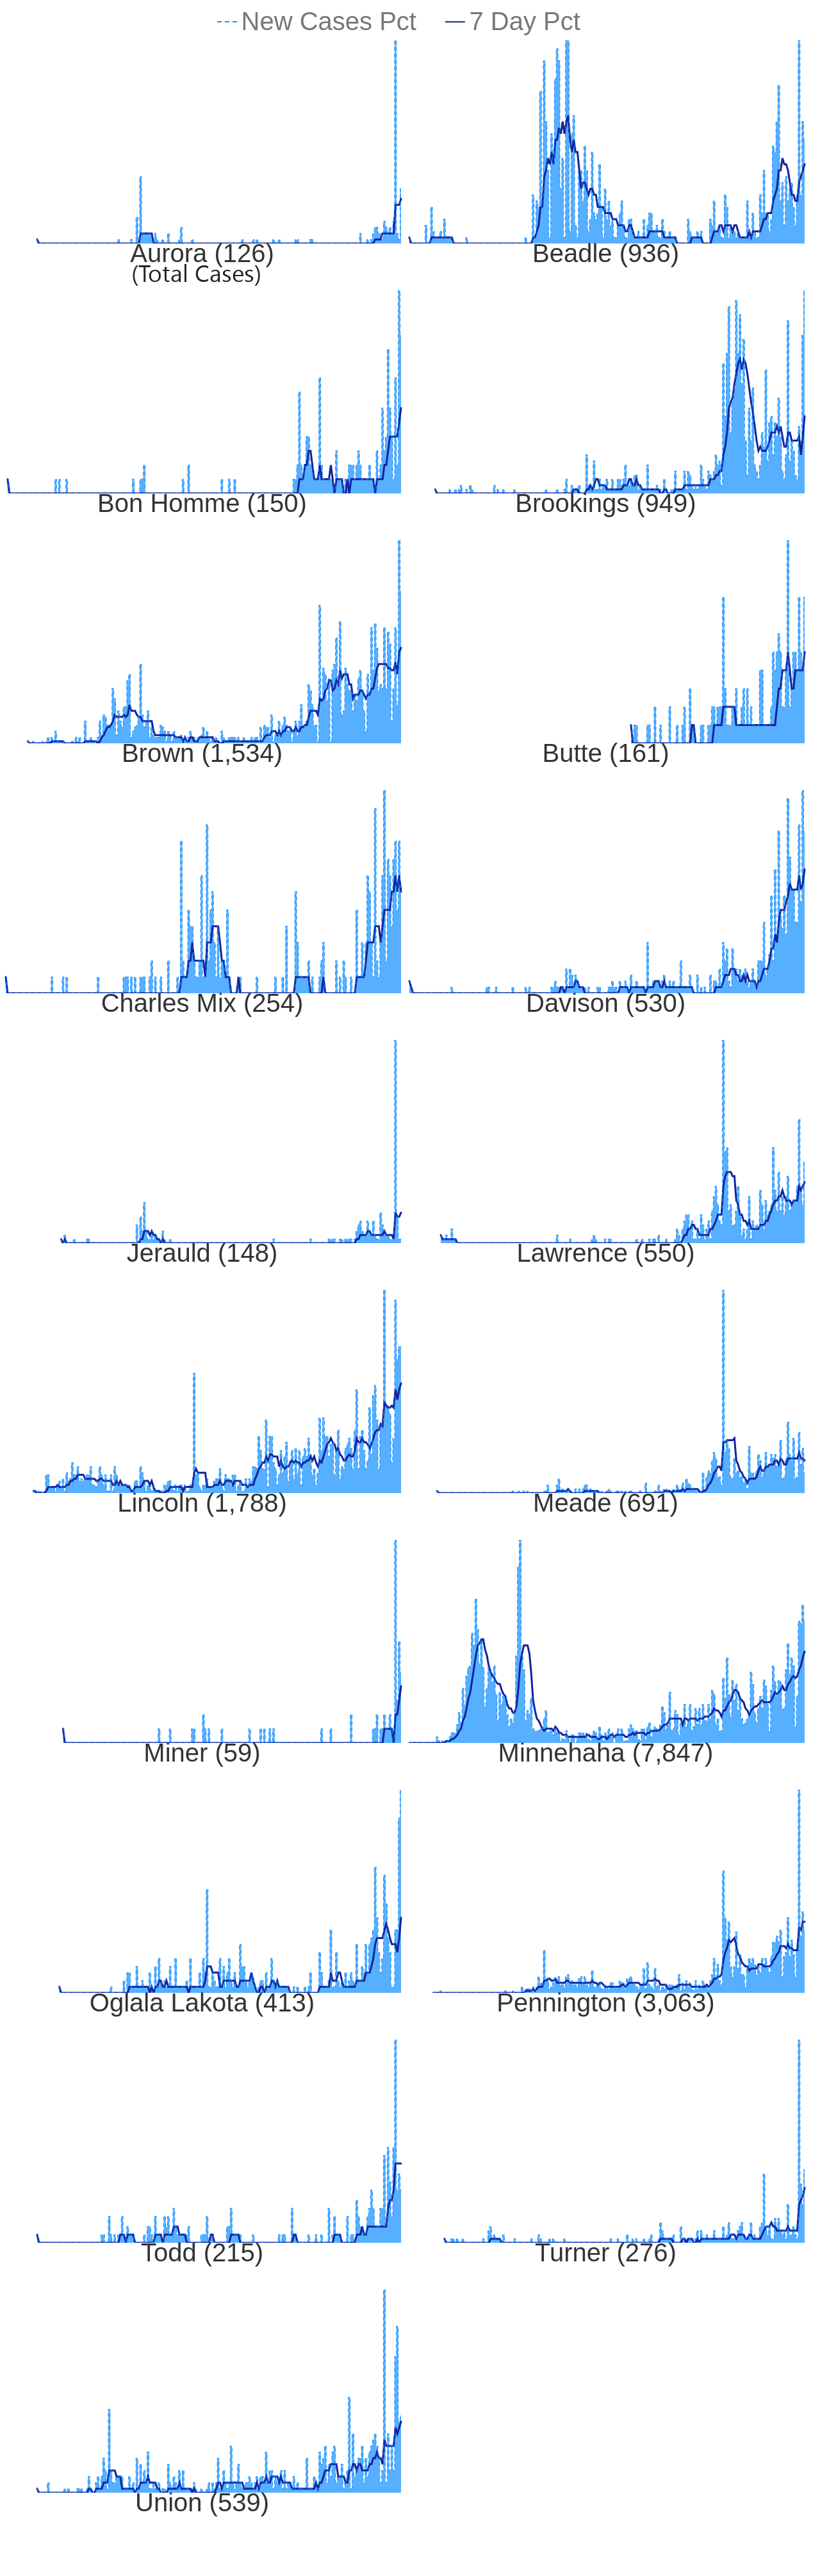 New Cases Pct 7 Day Pct
Aurora (126) Beadle (936)
(Total Cases)
Bon Homme (150) Brookings (949)
Brown (1,534) Butte (161)
Charles Mix (254) Davison (530)
Jerauld (148) Lawrence (550)
Lincoln (1,788) Meade (691)
Miner (59) Minnehaha (7,847)
Oglala Lakota (413) Pennington (3,063)
Todd (215) Turner (276)
Union (539)